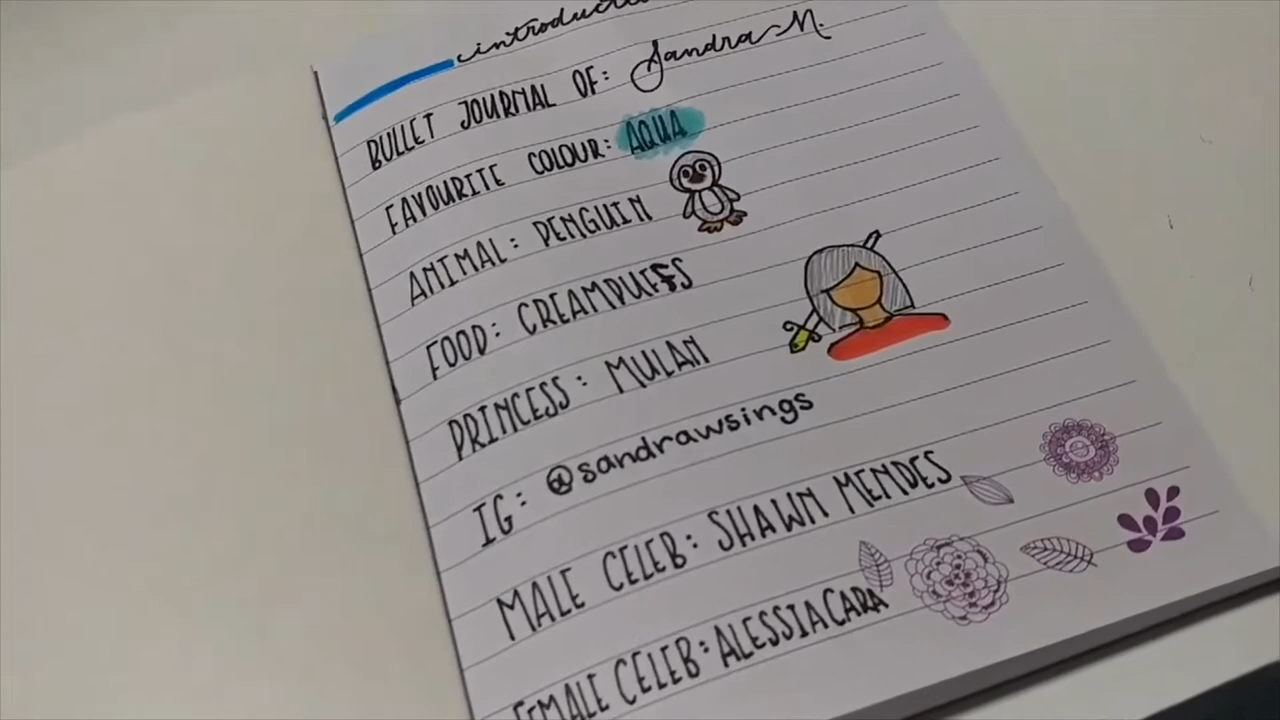 BULLET JOURNAL OF: Sandra M.
FAVOURITE COLOUR: AQUA
ANIMAL: PENGUIN
FOOD: CREAMPUFFS
PRINCESS: MULAN
IG: @sandrawsings
MALE CELEB: SHAWN MENDES
FEMALE CELEB: ALESSIA CARA